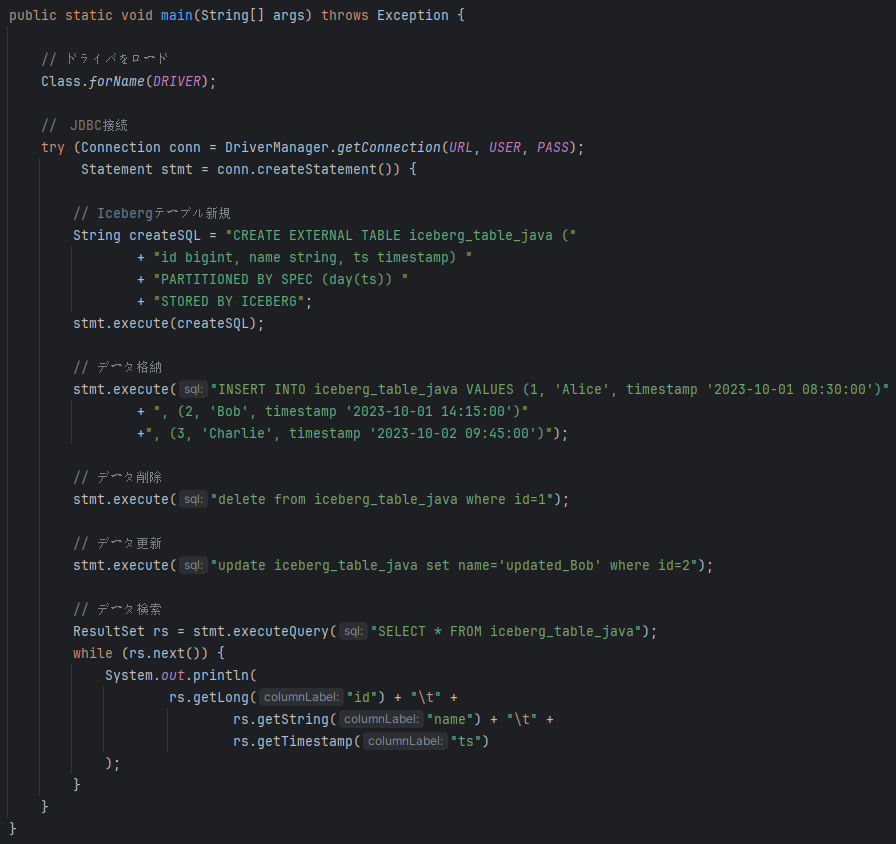 public static void main(String[] args) throws Exception {
// ドライバをロード
Class.forName(DRIVER);
// JDBC接続
try (Connection conn = DriverManager.getConnection(URL, USER, PASS);
Statement stmt = conn.createStatement()) {
// Icebergテーブル新規
String createSQL = "CREATE EXTERNAL TABLE iceberg_table_java ("
+ "id bigint, name string, ts timestamp) "
+ "PARTITIONED BY SPEC (day(ts)) "
+ "STORED BY ICEBERG";
stmt.execute(createSQL);
// データ格納
stmt.execute( sql: "INSERT INTO iceberg_table_java VALUES (1, 'Alice', timestamp '2023-10-01 08:30:00')"
+ ", (2, 'Bob', timestamp '2023-10-01 14:15:00')"
+", (3, 'Charlie', timestamp '2023-10-02 09:45:00')");
// データ削除
stmt.execute( sql: "delete from iceberg_table_java where id=1");
// データ更新
stmt.execute( sql: "update iceberg_table_java set name='updated_Bob' where id=2");
// データ検索
ResultSet rs = stmt.executeQuery( sql: "SELECT * FROM iceberg_table_java");
while (rs.next()) {
System.out.println(
rs.getLong( columnLabel: "id") + "\t" +
rs.getString( columnLabel: "name") + "\t" +
rs.getTimestamp( columnLabel: "ts")
);
}
}
}